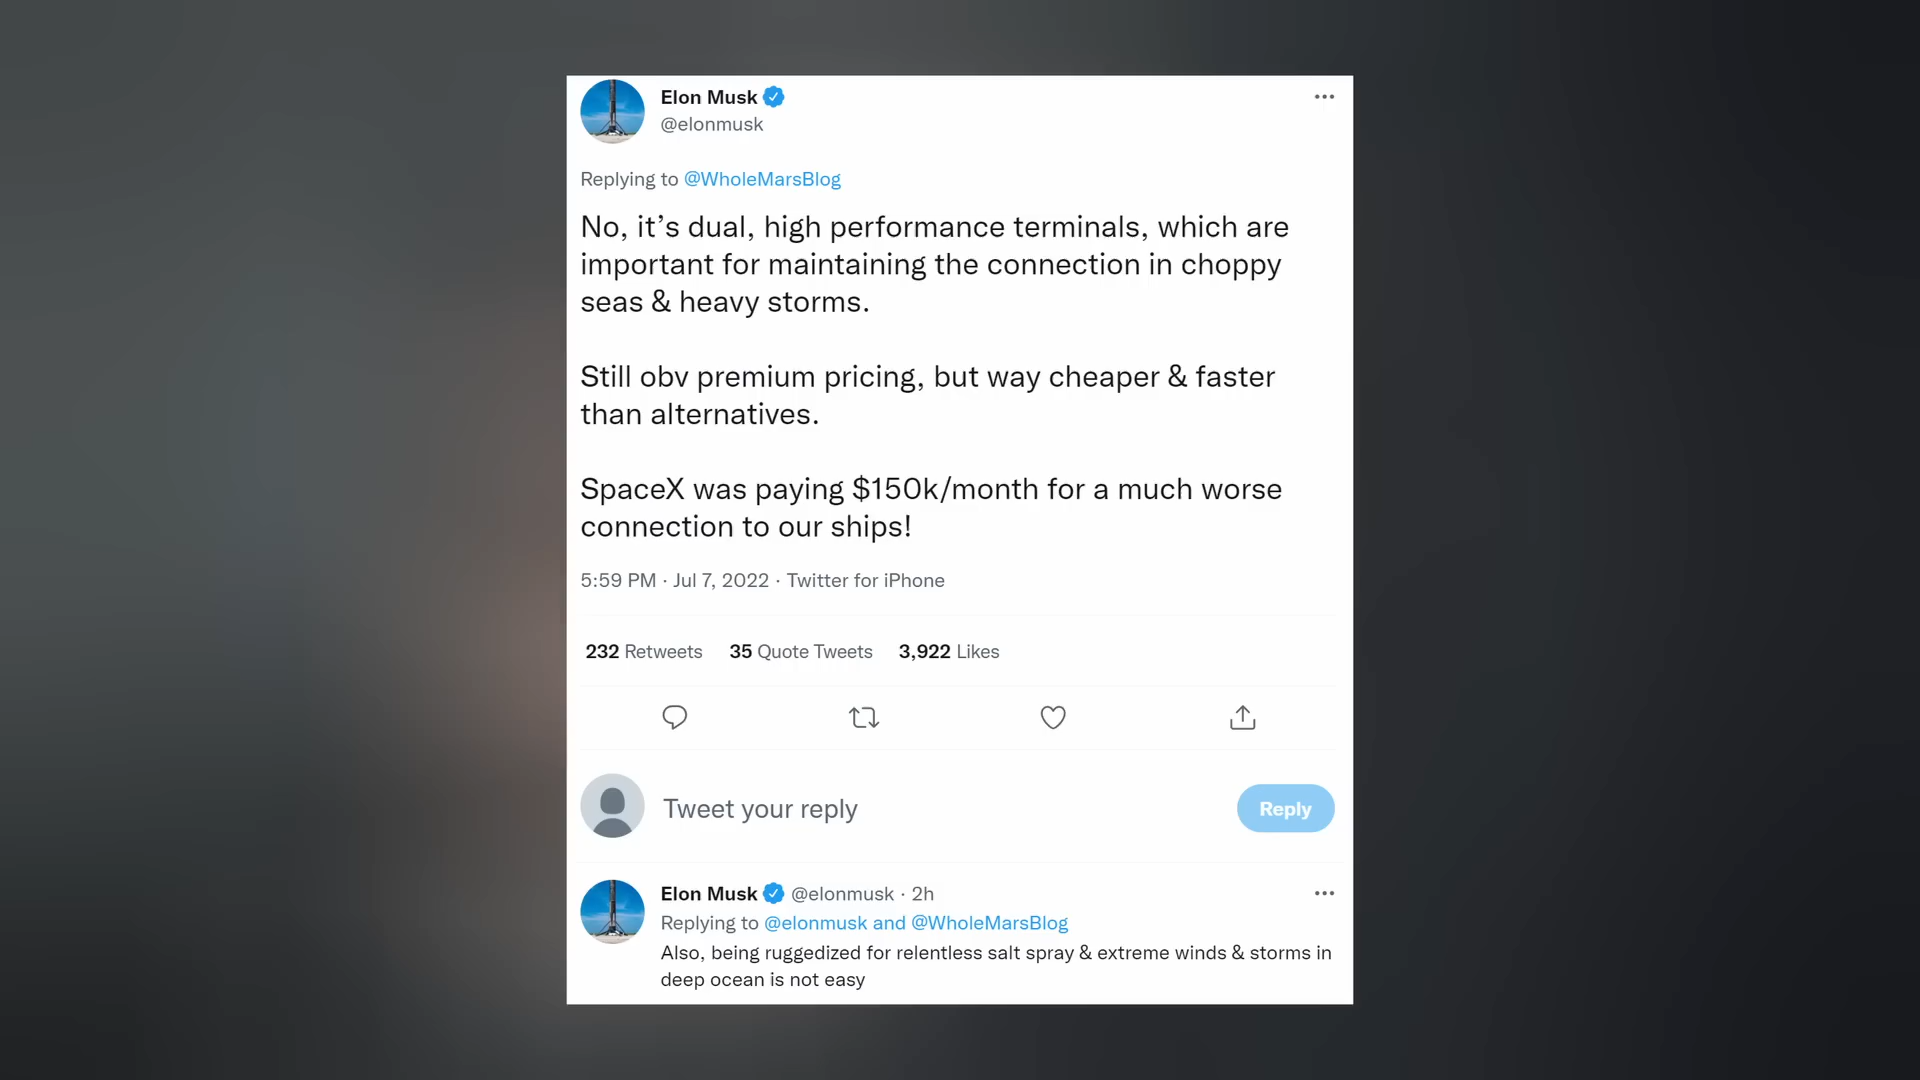 Elon Musk
@elonmusk
Replying to @WholeMarsBlog
No, it’s dual, high performance terminals, which are
important for maintaining the connection in choppy
seas & heavy storms.
Still obv premium pricing, but way cheaper & faster
than alternatives.
SpaceX was paying $150k/month for a much worse
connection to our ships!
5:59 PM · Jul 7, 2022 · Twitter for iPhone
232 Retweets 35 Quote Tweets 3,922 Likes
Tweet your reply
Reply
Elon Musk @elonmusk · 2h
Replying to @elonmusk and @WholeMarsBlog
Also, being ruggedized for relentless salt spray & extreme winds & storms in
deep ocean is not easy